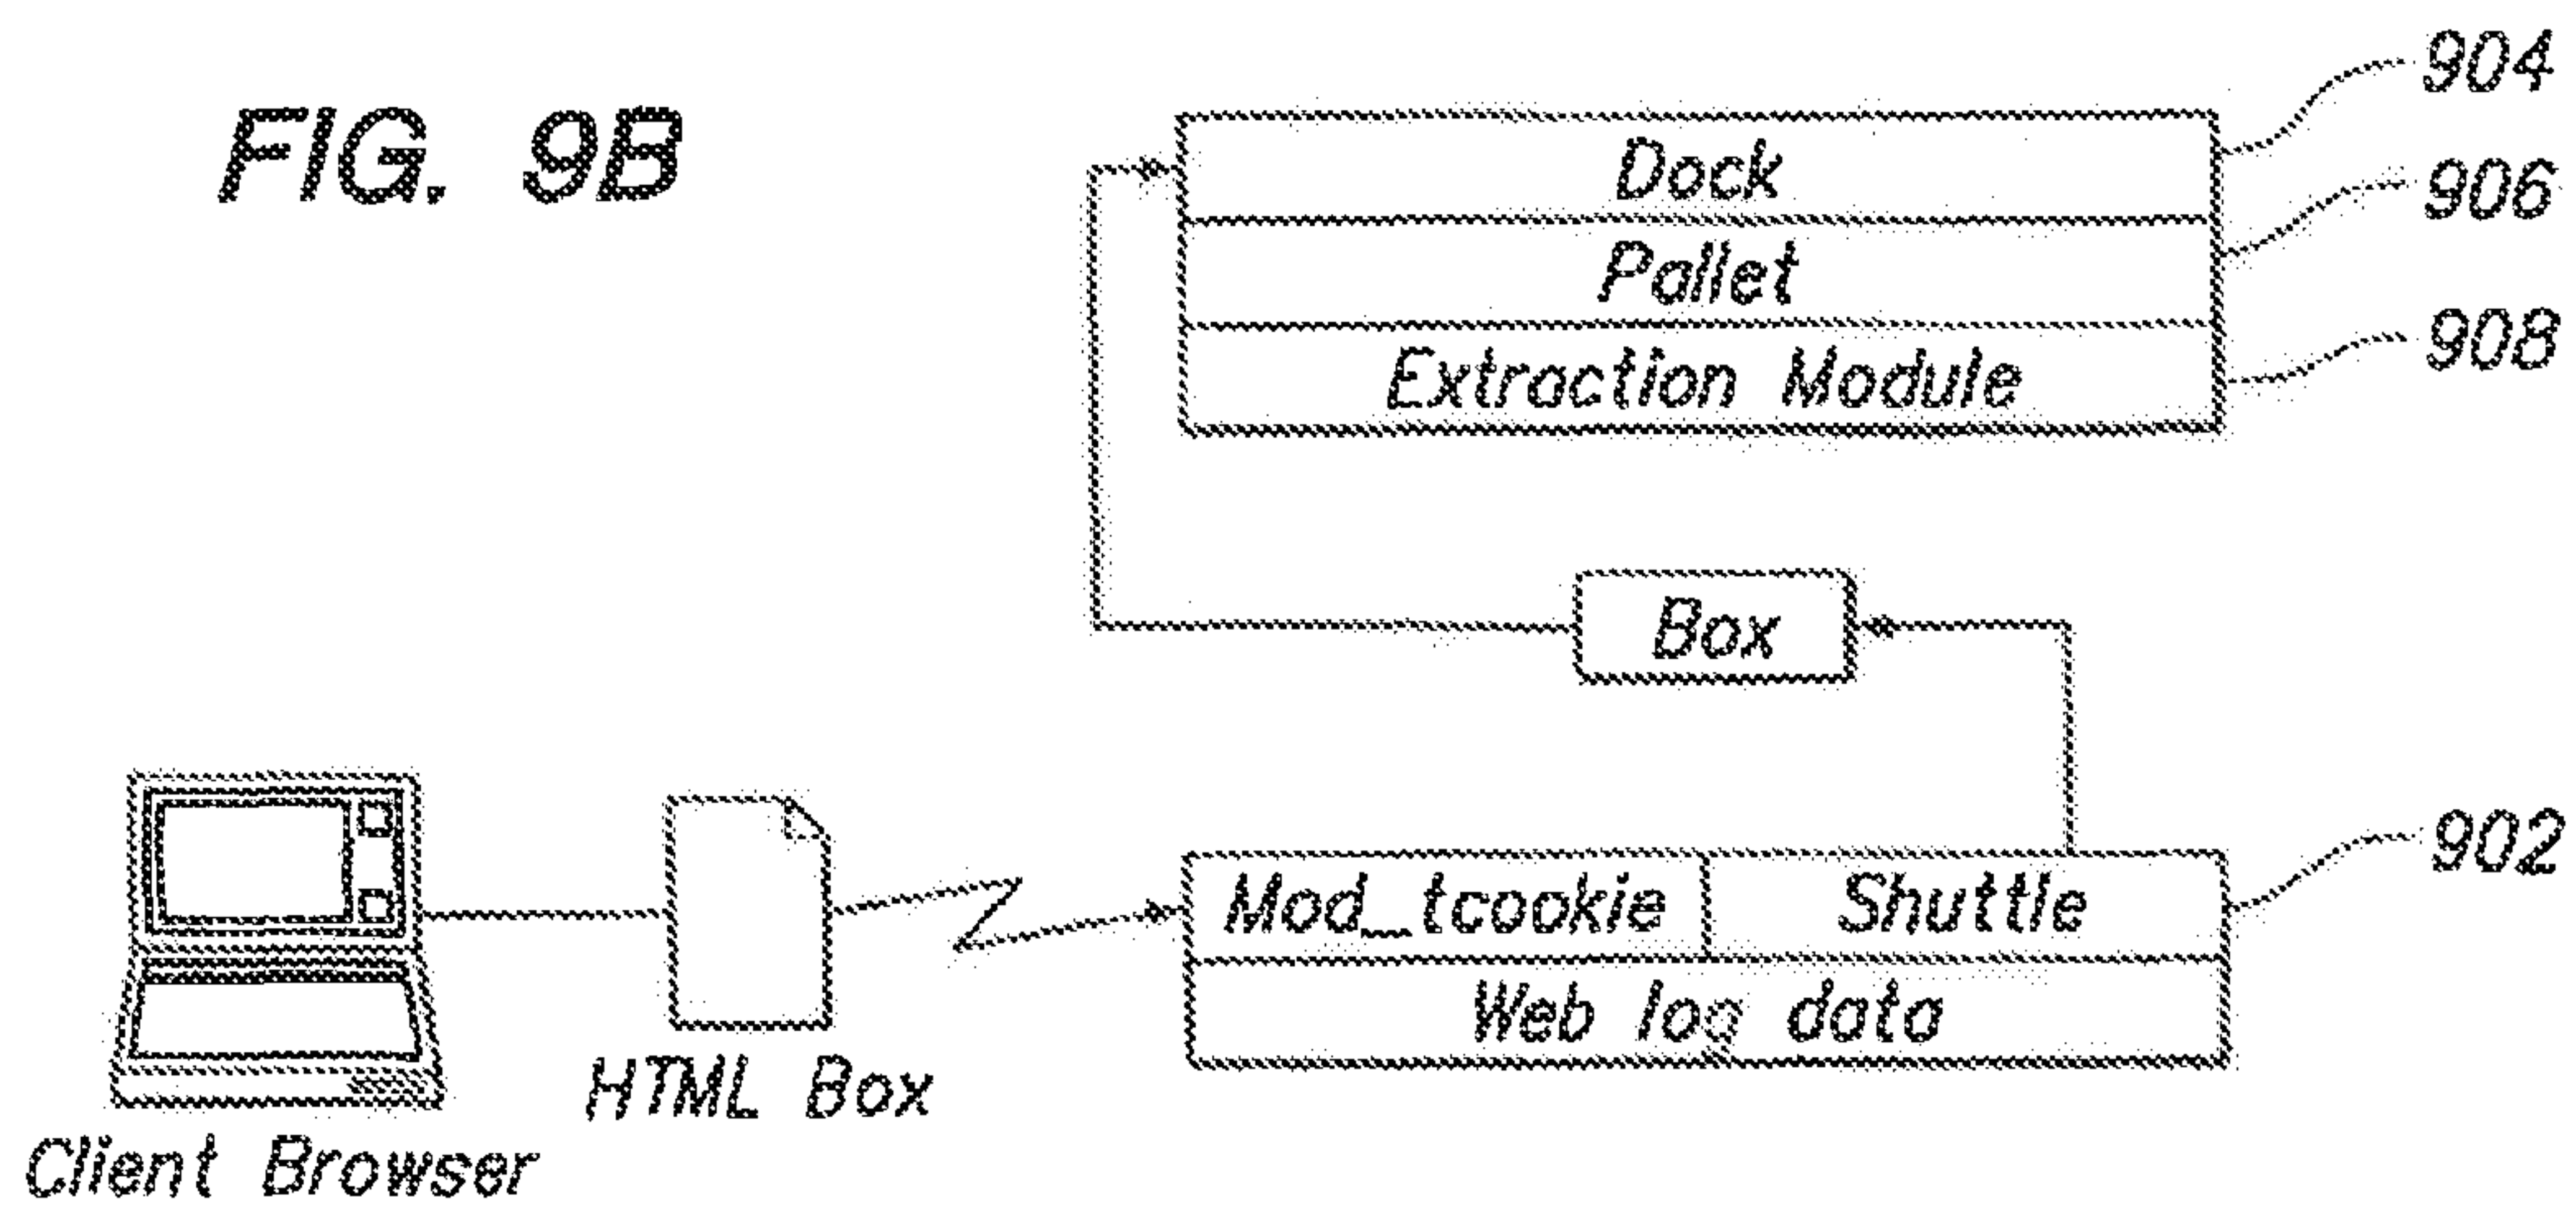 FIG. 9B
904
Dock
906
Pallet
908
Extraction Module
Box
902
Mod_tcookie
Shuttle
Web log data
HTML Box
Client Browser